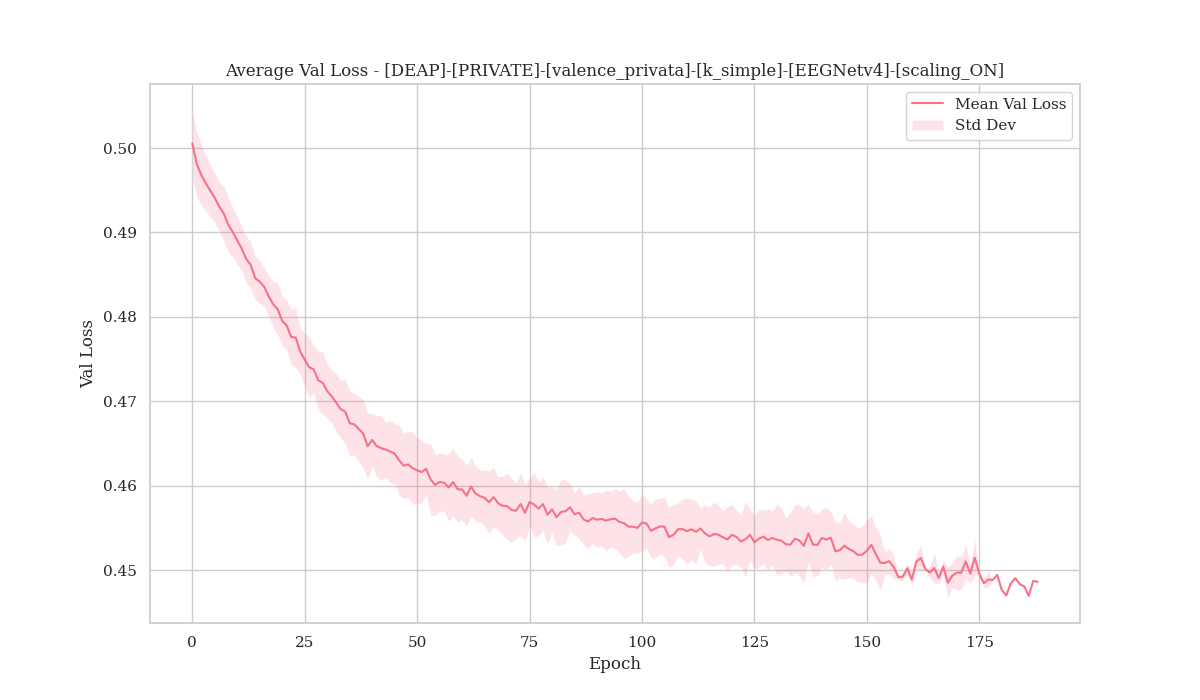 Average Val Loss - [DEAP]-[PRIVATE]-[valence_privata]-[k_simple]-[EEGNetv4]-[scaling_ON]
Mean Val Loss
Std Dev
0.50
0.49
0.48
0.47
0.46
0.45
Val Loss
0 25 50 75 100 125 150 175
Epoch